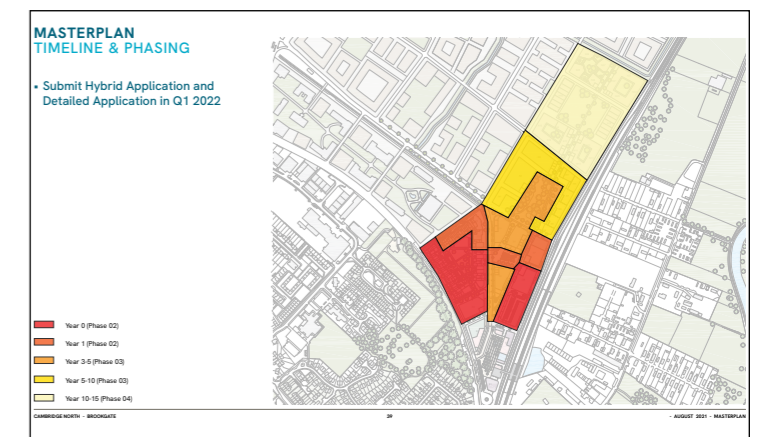 MASTERPLAN
TIMELINE & PHASING
• Submit Hybrid Application and
Detailed Application in Q1 2022
Year 0 (Phase 02)
Year 1 (Phase 02)
Year 3-5 (Phase 03)
Year 5-10 (Phase 03)
Year 10-15 (Phase 04)
CAMBRIDGE NORTH - BROOKGATE
39
- AUGUST 2021 - MASTERPLAN